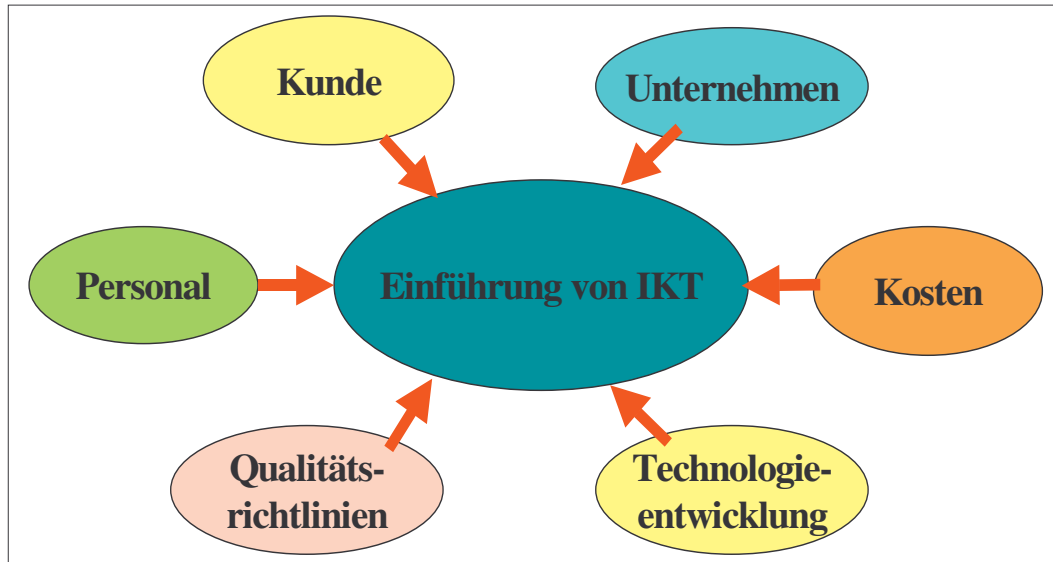 Kunde
Unternehmen
Personal
Einführung von IKT
Kosten
Qualitäts-
richtlinien
Technologie-
entwicklung